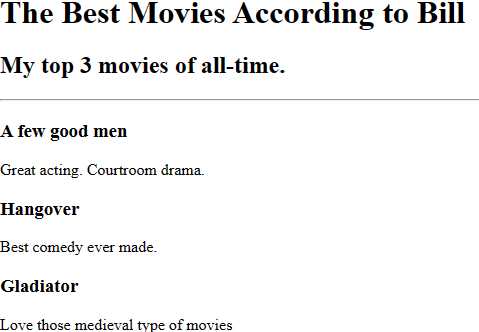 The Best Movies According to Bill
My top 3 movies of all-time.
A few good men
Great acting. Courtroom drama.
Hangover
Best comedy ever made.
Gladiator
Love those medieval type of movies